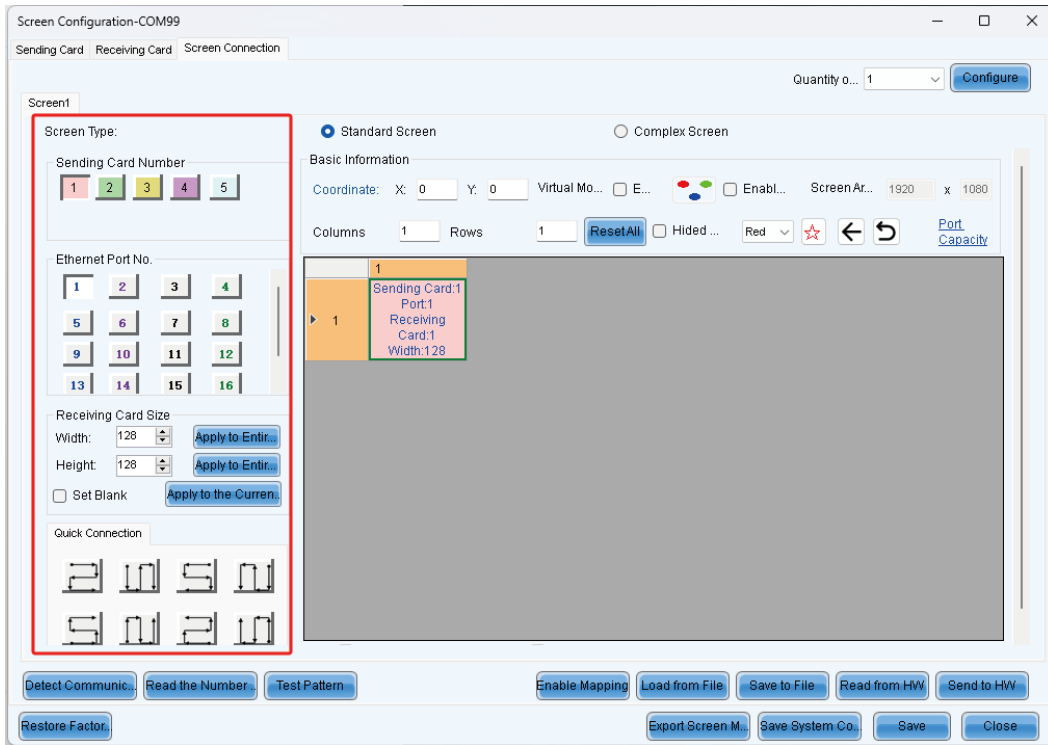 Screen Configuration-COM99
Sending Card Receiving Card Screen Connection
Quantity o... 1 Configure
Screen1
Screen Type: Standard Screen Complex Screen
Sending Card Number
1 2 3 4 5
Basic Information
Coordinate: X: 0 Y: 0 Virtual Mo... E... Enabl... Screen Ar... 1920 x 1080
Columns 1 Rows 1 Reset All Hided ... Red Port Capacity
Ethernet Port No.
1 2 3 4
5 6 7 8
9 10 11 12
13 14 15 16
1
1
Sending Card:1
Port:1
Receiving
Card:1
Width:128
Receiving Card Size
Width: 128 Apply to Entir...
Height: 128 Apply to Entir...
Set Blank Apply to the Curren..
Quick Connection
Detect Communic... Read the Number .. Test Pattern Enable Mapping Load from File Save to File Read from HW Send to HW
Restore Factor.. Export Screen M... Save System Co... Save Close